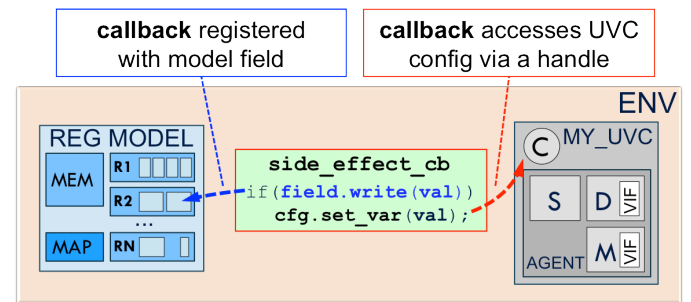 callback registered
with model field
callback accesses UVC
config via a handle
ENV
REG MODEL
MEM
R1
R2
...
MAP
RN
side_effect_cb
if(field.write(val))
cfg.set_var(val);
MY_UVC
C
S
D
VIF
M
VIF
AGENT